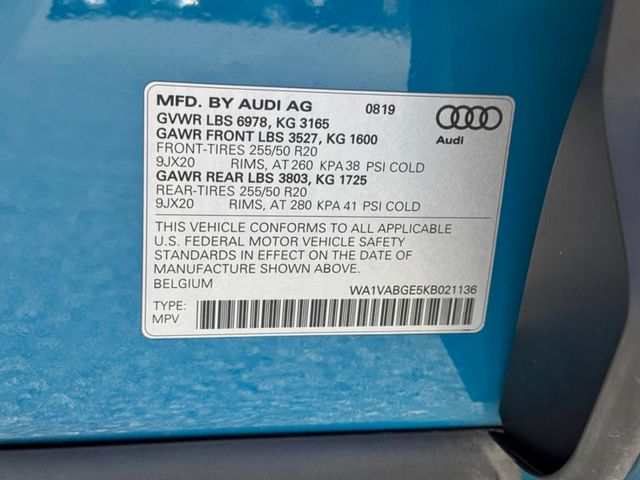 MFD. BY AUDI AG 0819
GVWR LBS 6978, KG 3165
GAWR FRONT LBS 3527, KG 1600
Audi
FRONT-TIRES 255/50 R20
9JX20 RIMS, AT 260 KPA 38 PSI COLD
GAWR REAR LBS 3803, KG 1725
REAR-TIRES 255/50 R20
9JX20 RIMS, AT 280 KPA 41 PSI COLD
THIS VEHICLE CONFORMS TO ALL APPLICABLE
U.S. FEDERAL MOTOR VEHICLE SAFETY
STANDARDS IN EFFECT ON THE DATE OF
MANUFACTURE SHOWN ABOVE.
BELGIUM WA1VABGE5KB021136
TYPE:
MPV